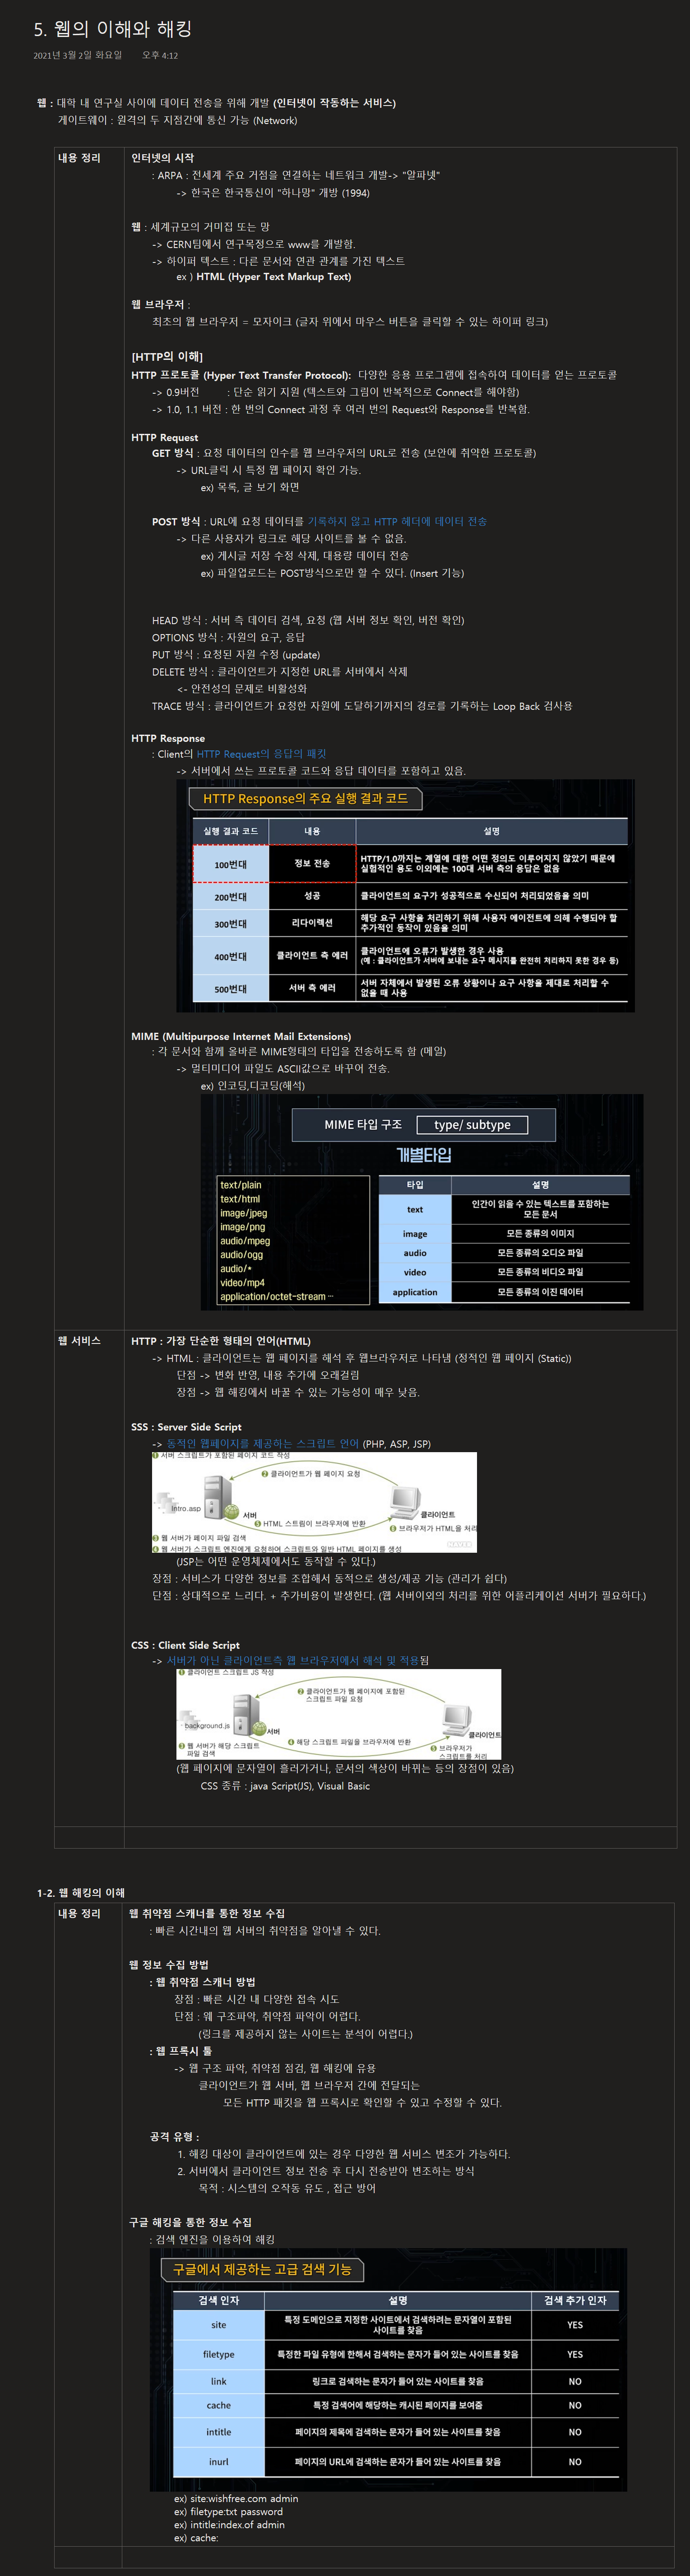 5. 웹의 이해와 해킹
2021년 3월 2일 화요일 오후 4:12
웹 : 대학 내 연구실 사이에 데이터 전송을 위해 개발 (인터넷이 작동하는 서비스)
게이트웨이 : 원격의 두 지점간에 통신 가능 (Network)
내용 정리
인터넷의 시작
: ARPA : 전세계 주요 거점을 연결하는 네트워크 개발-> "알파넷"
-> 한국은 한국통신이 "하나망" 개방 (1994)
웹 : 세계규모의 거미집 또는 망
-> CERN팀에서 연구목정으로 www를 개발함.
-> 하이퍼 텍스트 : 다른 문서와 연관 관계를 가진 텍스트
ex ) HTML (Hyper Text Markup Text)
웹 브라우저 :
최초의 웹 브라우저 = 모자이크 (글자 위에서 마우스 버튼을 클릭할 수 있는 하이퍼 링크)
[HTTP의 이해]
HTTP 프로토콜 (Hyper Text Transfer Protocol): 다양한 응용 프로그램에 접속하여 데이터를 얻는 프로토콜
-> 0.9버전 : 단순 읽기 지원 (텍스트와 그림이 반복적으로 Connect를 해야함)
-> 1.0, 1.1 버전 : 한 번의 Connect 과정 후 여러 번의 Request와 Response를 반복함.
HTTP Request
GET 방식 : 요청 데이터의 인수를 웹 브라우저의 URL로 전송 (보안에 취약한 프로토콜)
-> URL클릭 시 특정 웹 페이지 확인 가능.
ex) 목록, 글 보기 화면
POST 방식 : URL에 요청 데이터를 기록하지 않고 HTTP 헤더에 데이터 전송
-> 다른 사용자가 링크로 해당 사이트를 볼 수 없음.
ex) 게시글 저장 수정 삭제, 대용량 데이터 전송
ex) 파일업로드는 POST방식으로만 할 수 있다. (Insert 기능)
HEAD 방식 : 서버 측 데이터 검색, 요청 (웹 서버 정보 확인, 버전 확인)
OPTIONS 방식 : 자원의 요구, 응답
PUT 방식 : 요청된 자원 수정 (update)
DELETE 방식 : 클라이언트가 지정한 URL를 서버에서 삭제
<- 안전성의 문제로 비활성화
TRACE 방식 : 클라이언트가 요청한 자원에 도달하기까지의 경로를 기록하는 Loop Back 검사용
HTTP Response
: Client의 HTTP Request의 응답의 패킷
-> 서버에서 쓰는 프로토콜 코드와 응답 데이터를 포함하고 있음.
HTTP Response의 주요 실행 결과 코드
실행 결과 코드 내용 설명
100번대 정보 전송 HTTP/1.0까지는 계열에 대한 어떤 정의도 이루어지지 않았기 때문에
실험적인 용도 이외에는 100대 서버 측의 응답은 없음
200번대 성공 클라이언트의 요구가 성공적으로 수신되어 처리되었음을 의미
300번대 리다이렉션 해당 요구 사항을 처리하기 위해 사용자 에이전트에 의해 수행되야 할
추가적인 동작이 있음을 의미
400번대 클라이언트 측 에러 클라이언트에 오류가 발생한 경우 사용
(예 : 클라이언트가 서버에 보내는 요구 메시지를 완전히 처리하지 못한 경우 등)
500번대 서버 측 에러 서버 자체에서 발생된 오류 상황이나 요구 사항을 제대로 처리할 수
없을 때 사용
MIME (Multipurpose Internet Mail Extensions)
: 각 문서와 함께 올바른 MIME형태의 타입을 전송하도록 함 (메일)
-> 멀티미디어 파일도 ASCII값으로 바꾸어 전송.
ex) 인코딩,디코딩(해석)
MIME 타입 구조 type/ subtype
개별타입
text/plain
text/html
image/jpeg
image/png
audio/mpeg
audio/ogg
audio/*
video/mp4
application/octet-stream ...
타입 설명
text 인간이 읽을 수 있는 텍스트를 포함하는
모든 문서
image 모든 종류의 이미지
audio 모든 종류의 오디오 파일
video 모든 종류의 비디오 파일
application 모든 종류의 이진 데이터
웹 서비스
HTTP : 가장 단순한 형태의 언어(HTML)
-> HTML : 클라이언트는 웹 페이지를 해석 후 웹브라우저로 나타냄 (정적인 웹 페이지 (Static))
단점 -> 변화 반영, 내용 추가에 오래걸림
장점 -> 웹 해킹에서 바꿀 수 있는 가능성이 매우 낮음.
SSS : Server Side Script
-> 동적인 웹페이지를 제공하는 스크립트 언어 (PHP, ASP, JSP)
① 서버 스크립트가 포함된 페이지 코드 작성
② 클라이언트가 웹 페이지 요청
Intro.asp
서버
클라이언트
⑤ HTML 스트림이 브라우저에 반환
⑥ 브라우저가 HTML을 처리
③ 웹 서버가 페이지 파일 검색
④ 웹 서버가 스크립트 엔진에게 요청하여 스크립트와 일반 HTML 페이지를 생성
NAVER
(JSP는 어떤 운영체제에서도 동작할 수 있다.)
장점 : 서비스가 다양한 정보를 조합해서 동적으로 생성/제공 기능 (관리가 쉽다)
단점 : 상대적으로 느리다. + 추가비용이 발생한다. (웹 서버이외의 처리를 위한 어플리케이션 서버가 필요하다.)
CSS : Client Side Script
-> 서버가 아닌 클라이언트측 웹 브라우저에서 해석 및 적용됨
① 클라이언트 스크립트 JS 작성
② 클라이언트가 웹 페이지에 포함된
스크립트 파일 요청
background.js
서버
클라이언트
③ 웹 서버가 해당 스크립트
파일 검색
④ 해당 스크립트 파일을 브라우저에 반환
⑤ 브라우저가
스크립트를 처리
(웹 페이지에 문자열이 흘러가거나, 문서의 색상이 바뀌는 등의 장점이 있음)
CSS 종류 : java Script(JS), Visual Basic
1-2. 웹 해킹의 이해
내용 정리
웹 취약점 스캐너를 통한 정보 수집
: 빠른 시간내의 웹 서버의 취약점을 알아낼 수 있다.
웹 정보 수집 방법
: 웹 취약점 스캐너 방법
장점 : 빠른 시간 내 다양한 접속 시도
단점 : 웨 구조파악, 취약점 파악이 어렵다.
(링크를 제공하지 않는 사이트는 분석이 어렵다.)
: 웹 프록시 툴
-> 웹 구조 파악, 취약점 점검, 웹 해킹에 유용
클라이언트가 웹 서버, 웹 브라우저 간에 전달되는
모든 HTTP 패킷을 웹 프록시로 확인할 수 있고 수정할 수 있다.
공격 유형 :
1. 해킹 대상이 클라이언트에 있는 경우 다양한 웹 서비스 변조가 가능하다.
2. 서버에서 클라이언트 정보 전송 후 다시 전송받아 변조하는 방식
목적 : 시스템의 오작동 유도 , 접근 방어
구글 해킹을 통한 정보 수집
: 검색 엔진을 이용하여 해킹
구글에서 제공하는 고급 검색 기능
검색 인자 설명 검색 추가 인자
site 특정 도메인으로 지정한 사이트에서 검색하려는 문자열이 포함된
사이트를 찾음 YES
filetype 특정한 파일 유형에 한해서 검색하는 문자가 들어 있는 사이트를 찾음 YES
link 링크로 검색하는 문자가 들어 있는 사이트를 찾음 NO
cache 특정 검색어에 해당하는 캐시된 페이지를 보여줌 NO
intitle 페이지의 제목에 검색하는 문자가 들어 있는 사이트를 찾음 NO
inurl 페이지의 URL에 검색하는 문자가 들어 있는 사이트를 찾음 NO
ex) site:wishfree.com admin
ex) filetype:txt password
ex) intitle:index.of admin
ex) cache: